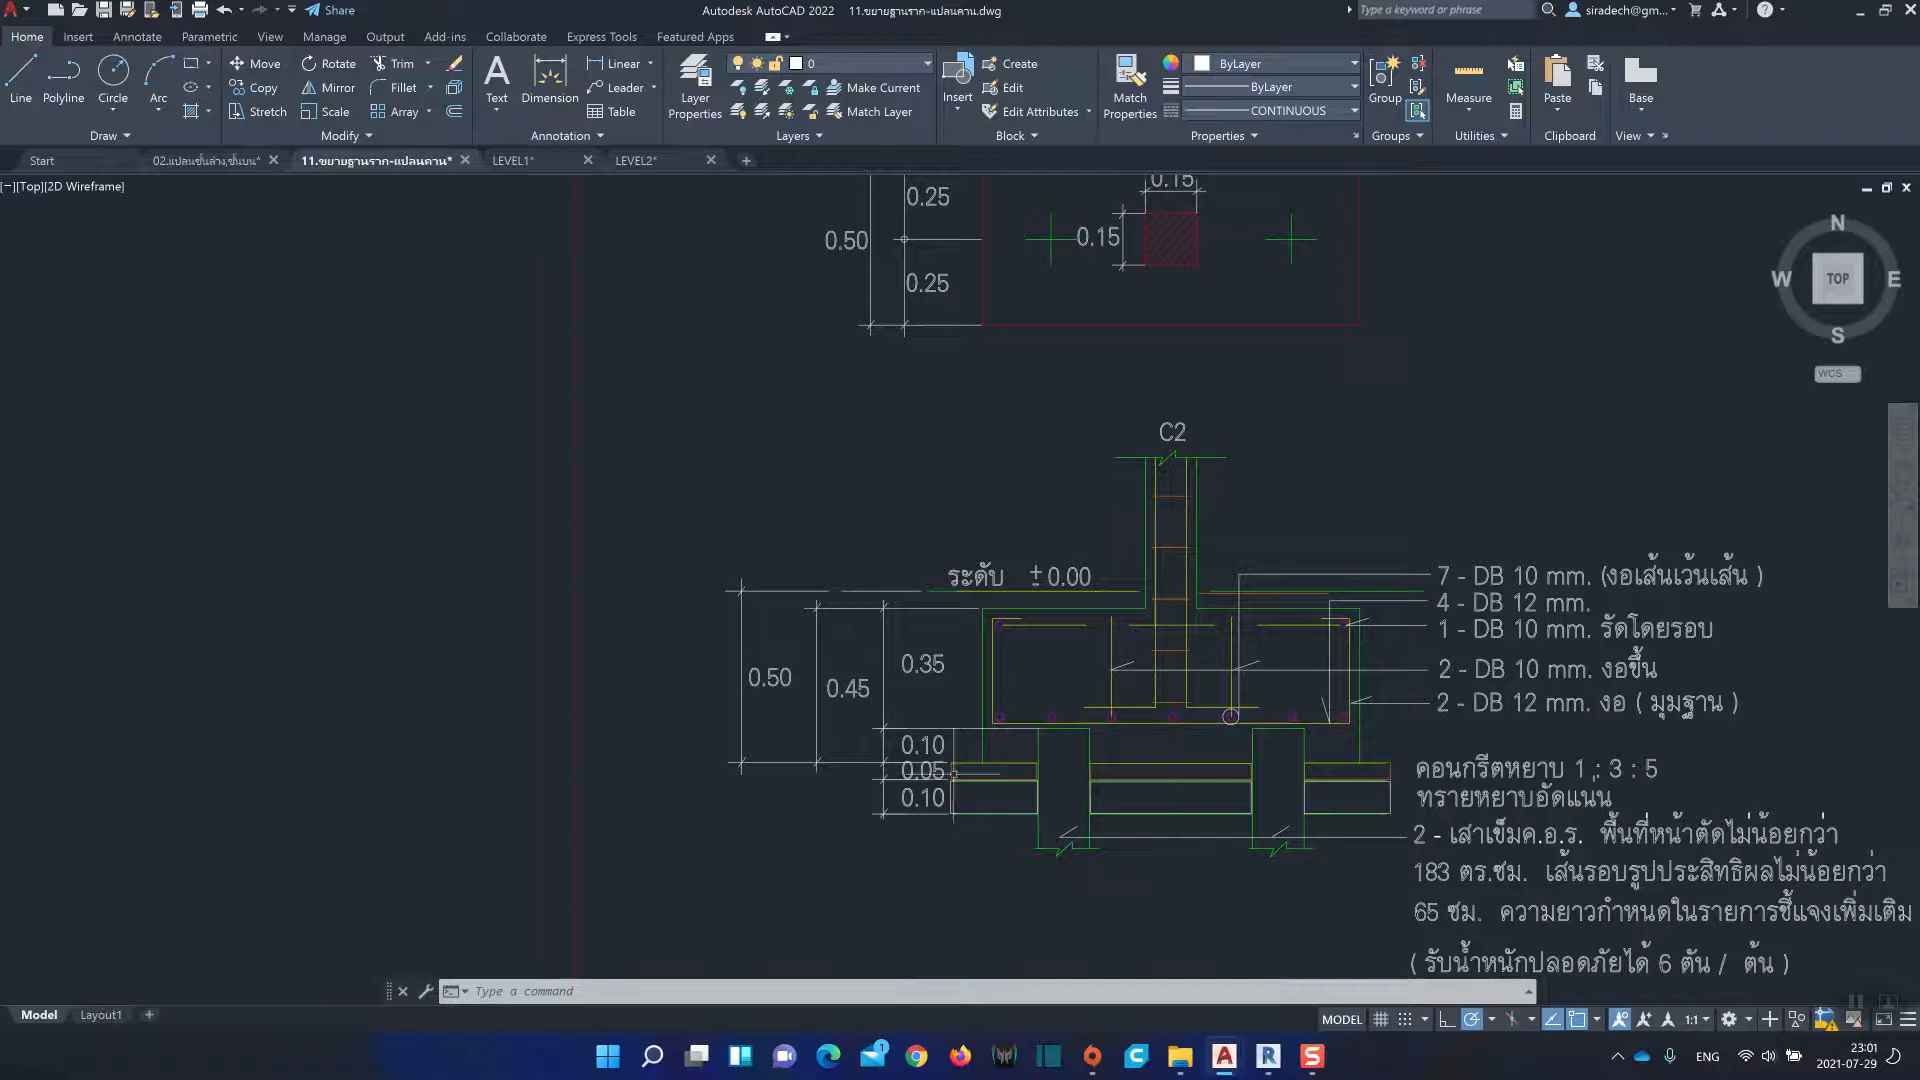 Share
Autodesk AutoCAD 2022 11.ขยายฐานราก-แปลนคาน.dwg
Type a keyword or phrase
siradech@gm...
Home Insert Annotate Parametric View Manage Output Add-ins Collaborate Express Tools Featured Apps
Line Polyline Circle Arc
Move Rotate Trim
Copy Mirror Fillet
Stretch Scale Array
Text Dimension
Linear
Leader
Table
Layer Properties
0
Make Current
Match Layer
Insert
Create
Edit
Edit Attributes
Match Properties
ByLayer
ByLayer
CONTINUOUS
Group
Measure
Paste
Base
Draw Modify Annotation Layers Block Properties Groups Utilities Clipboard View
Start 02.แปลนชั้นล่าง,ชั้นบน* 11.ขยายฐานราก-แปลนคาน* LEVEL1* LEVEL2*
[−][Top][2D Wireframe]
0.15
0.25
0.50
0.15
0.25
N
W TOP E
S
WCS
C2
ระดับ ±0.00
0.50
0.45
0.35
0.10
0.05
0.10
7 - DB 10 mm. (งอเส้นเว้นเส้น )
4 - DB 12 mm.
1 - DB 10 mm. รัดโดยรอบ
2 - DB 10 mm. งอขึ้น
2 - DB 12 mm. งอ ( มุมฐาน )
คอนกรีตหยาบ 1 : 3 : 5
ทรายหยาบอัดแนน
2 - เสาเข็มค.อ.ร. พื้นที่หน้าตัดไม่น้อยกว่า
183 ตร.ซม. เส้นรอบรูปประสิทธิผลไม่น้อยกว่า
65 ซม. ความยาวกำหนดในรายการชี้แจงเพิ่มเติม
( รับน้ำหนักปลอดภัยได้ 6 ตัน / ต้น )
Type a command
Model Layout1
MODEL
1:1
1
ENG
23:01
2021-07-29